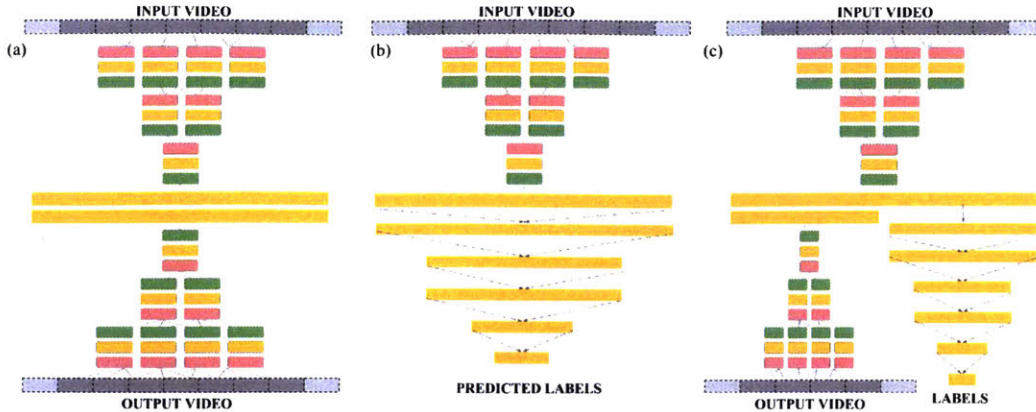 INPUT VIDEO
INPUT VIDEO
INPUT VIDEO
(a)
(b)
(c)
OUTPUT VIDEO
PREDICTED LABELS
OUTPUT VIDEO
LABELS